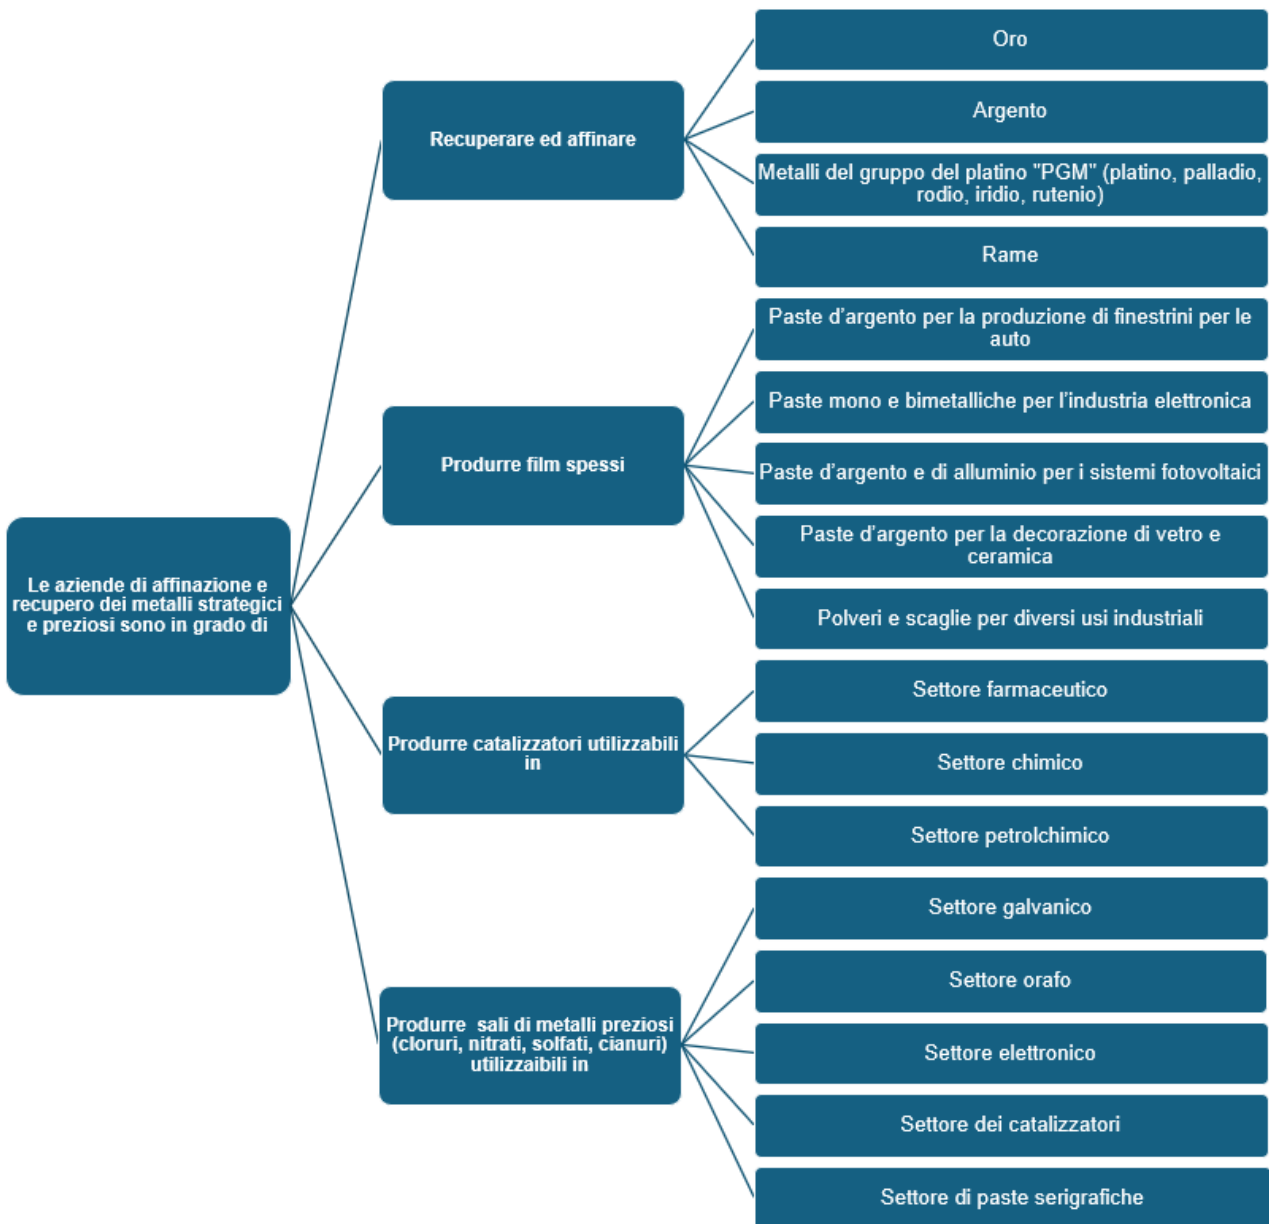 Le aziende di affinazione e
recupero dei metalli strategici
e preziosi sono in grado di
Recuperare ed affinare
Oro
Argento
Metalli del gruppo del platino "PGM" (platino, palladio,
rodio, iridio, rutenio)
Rame
Produrre film spessi
Paste d’argento per la produzione di finestrini per le
auto
Paste mono e bimetalliche per l’industria elettronica
Paste d’argento e di alluminio per i sistemi fotovoltaici
Paste d’argento per la decorazione di vetro e
ceramica
Polveri e scaglie per diversi usi industriali
Produrre catalizzatori utilizzabili
in
Settore farmaceutico
Settore chimico
Settore petrolchimico
Produrre  sali di metalli preziosi
(cloruri, nitrati, solfati, cianuri)
utilizzaibili in
Settore galvanico
Settore orafo
Settore elettronico
Settore dei catalizzatori
Settore di paste serigrafiche